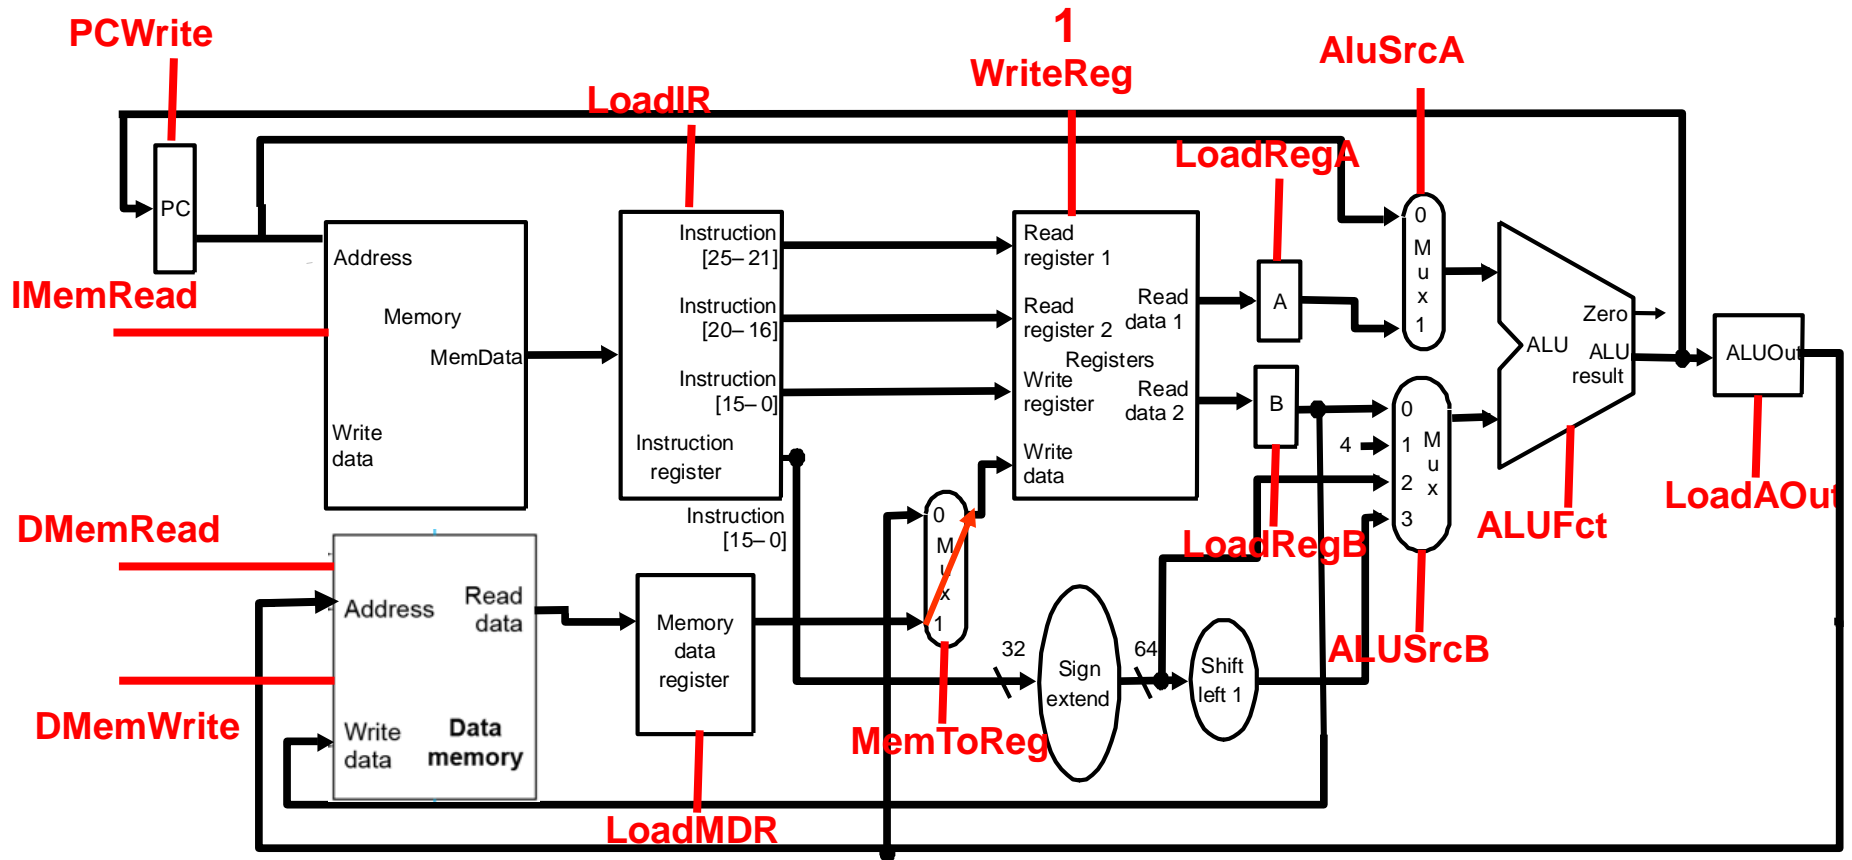 1
PCWrite
WriteReg
AluSrcA
LoadIR
LoadRegA
PC
IMemRead
Address
Memory
MemData
Write
data
Instruction
[25–21]
Instruction
[20–16]
Instruction
[15–0]
Instruction
register
Instruction
[15–0]
Read
register 1
Read
register 2
Registers
Write
register
Write
data
Read
data 1
Read
data 2
A
B
0
M
u
x
1
4
0
1
2
3
M
u
x
Zero
ALU
ALU
result
ALUOut
LoadAOut
ALUFct
LoadRegB
ALUSrcB
DMemRead
Address
Read
data
DMemWrite
Write
data
Data
memory
Memory
data
register
LoadMDR
0
M
u
x
1
MemToReg
32
Sign
extend
64
Shift
left 1